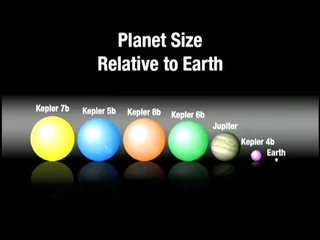 Planet Size
Relative to Earth
Kepler 7b
Kepler 5b
Kepler 8b
Kepler 6b
Jupiter
Kepler 4b
Earth